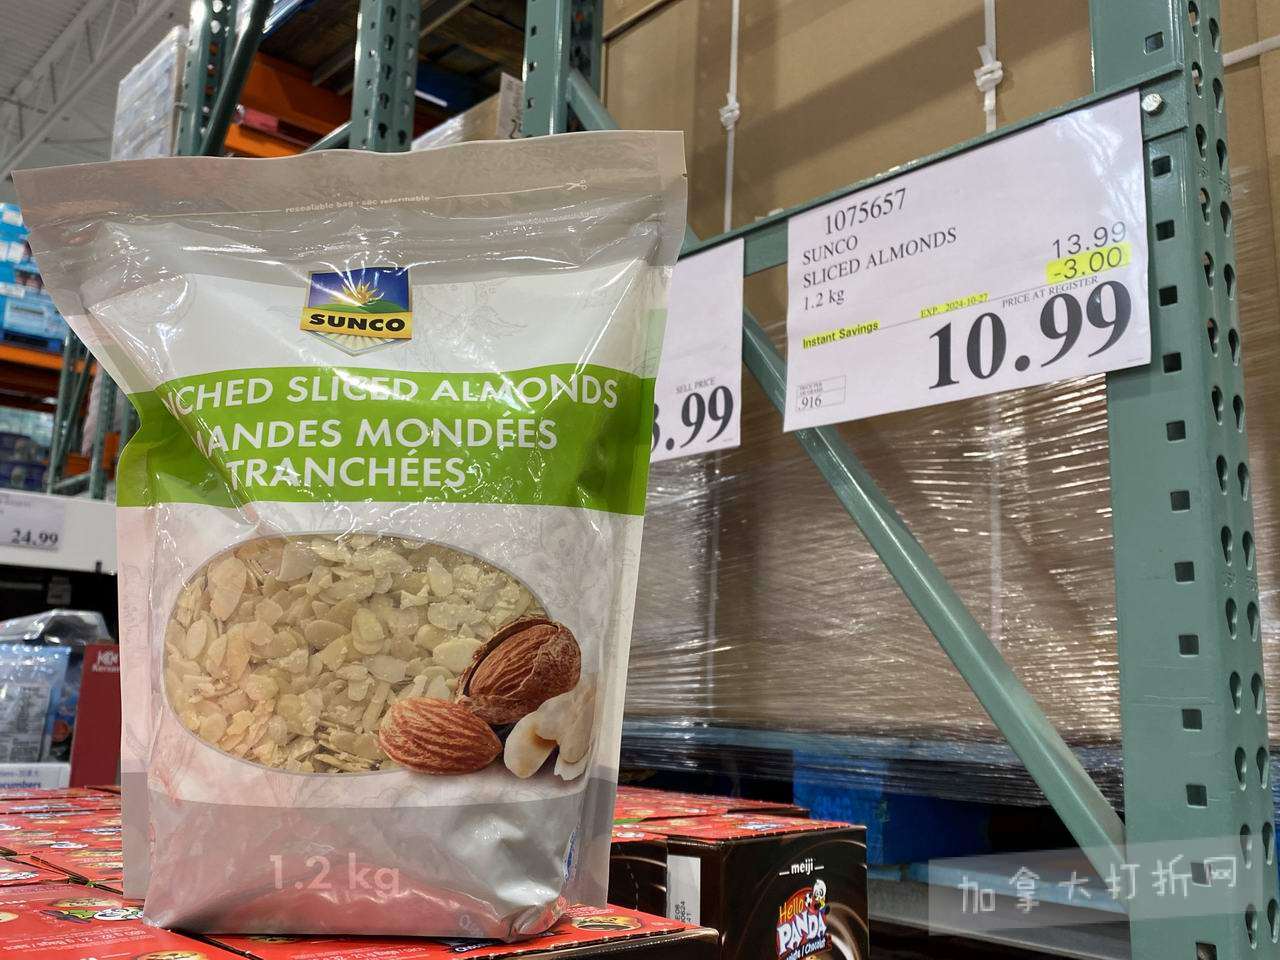 resealable bag • sac refermable
SUNCO
CHED SLICED ALMONDS
ANDES MONDÉES
TRANCHÉES
1.2 kg
1075657
SUNCO
SLICED ALMONDS
1.2 kg
13.99
-3.00
Instant Savings
EXP. 2024-10-27
PRICE AT REGISTER
10.99
916
SELL PRICE
.99
24.99
meiji
Hello
PANDA
加拿大打折网